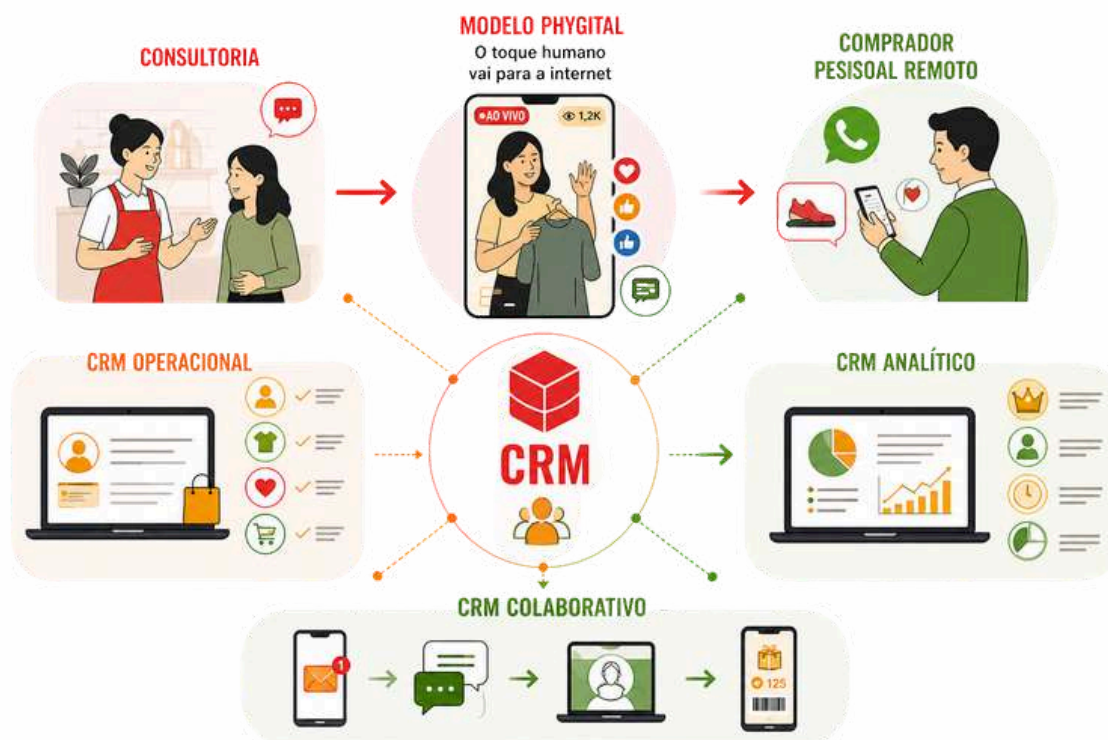 CONSULTORIA
MODELO PHYGITAL
O toque humano
vai para a internet
COMPRADOR
PESISOAL REMOTO
AO VIVO
1,2K
CRM OPERACIONAL
CRM
CRM ANALÍTICO
CRM COLABORATIVO
1
125